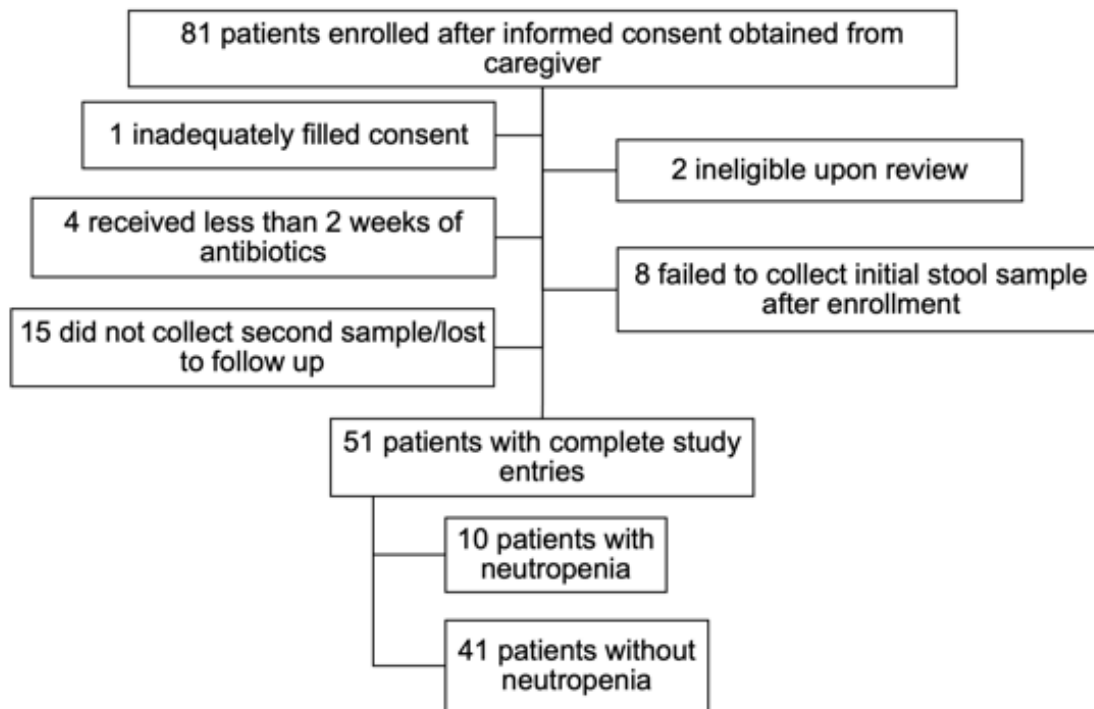 81 patients enrolled after informed consent obtained from
caregiver
1 inadequately filled consent
2 ineligible upon review
4 received less than 2 weeks of
antibiotics
8 failed to collect initial stool sample
after enrollment
15 did not collect second sample/lost
to follow up
51 patients with complete study
entries
10 patients with
neutropenia
41 patients without
neutropenia